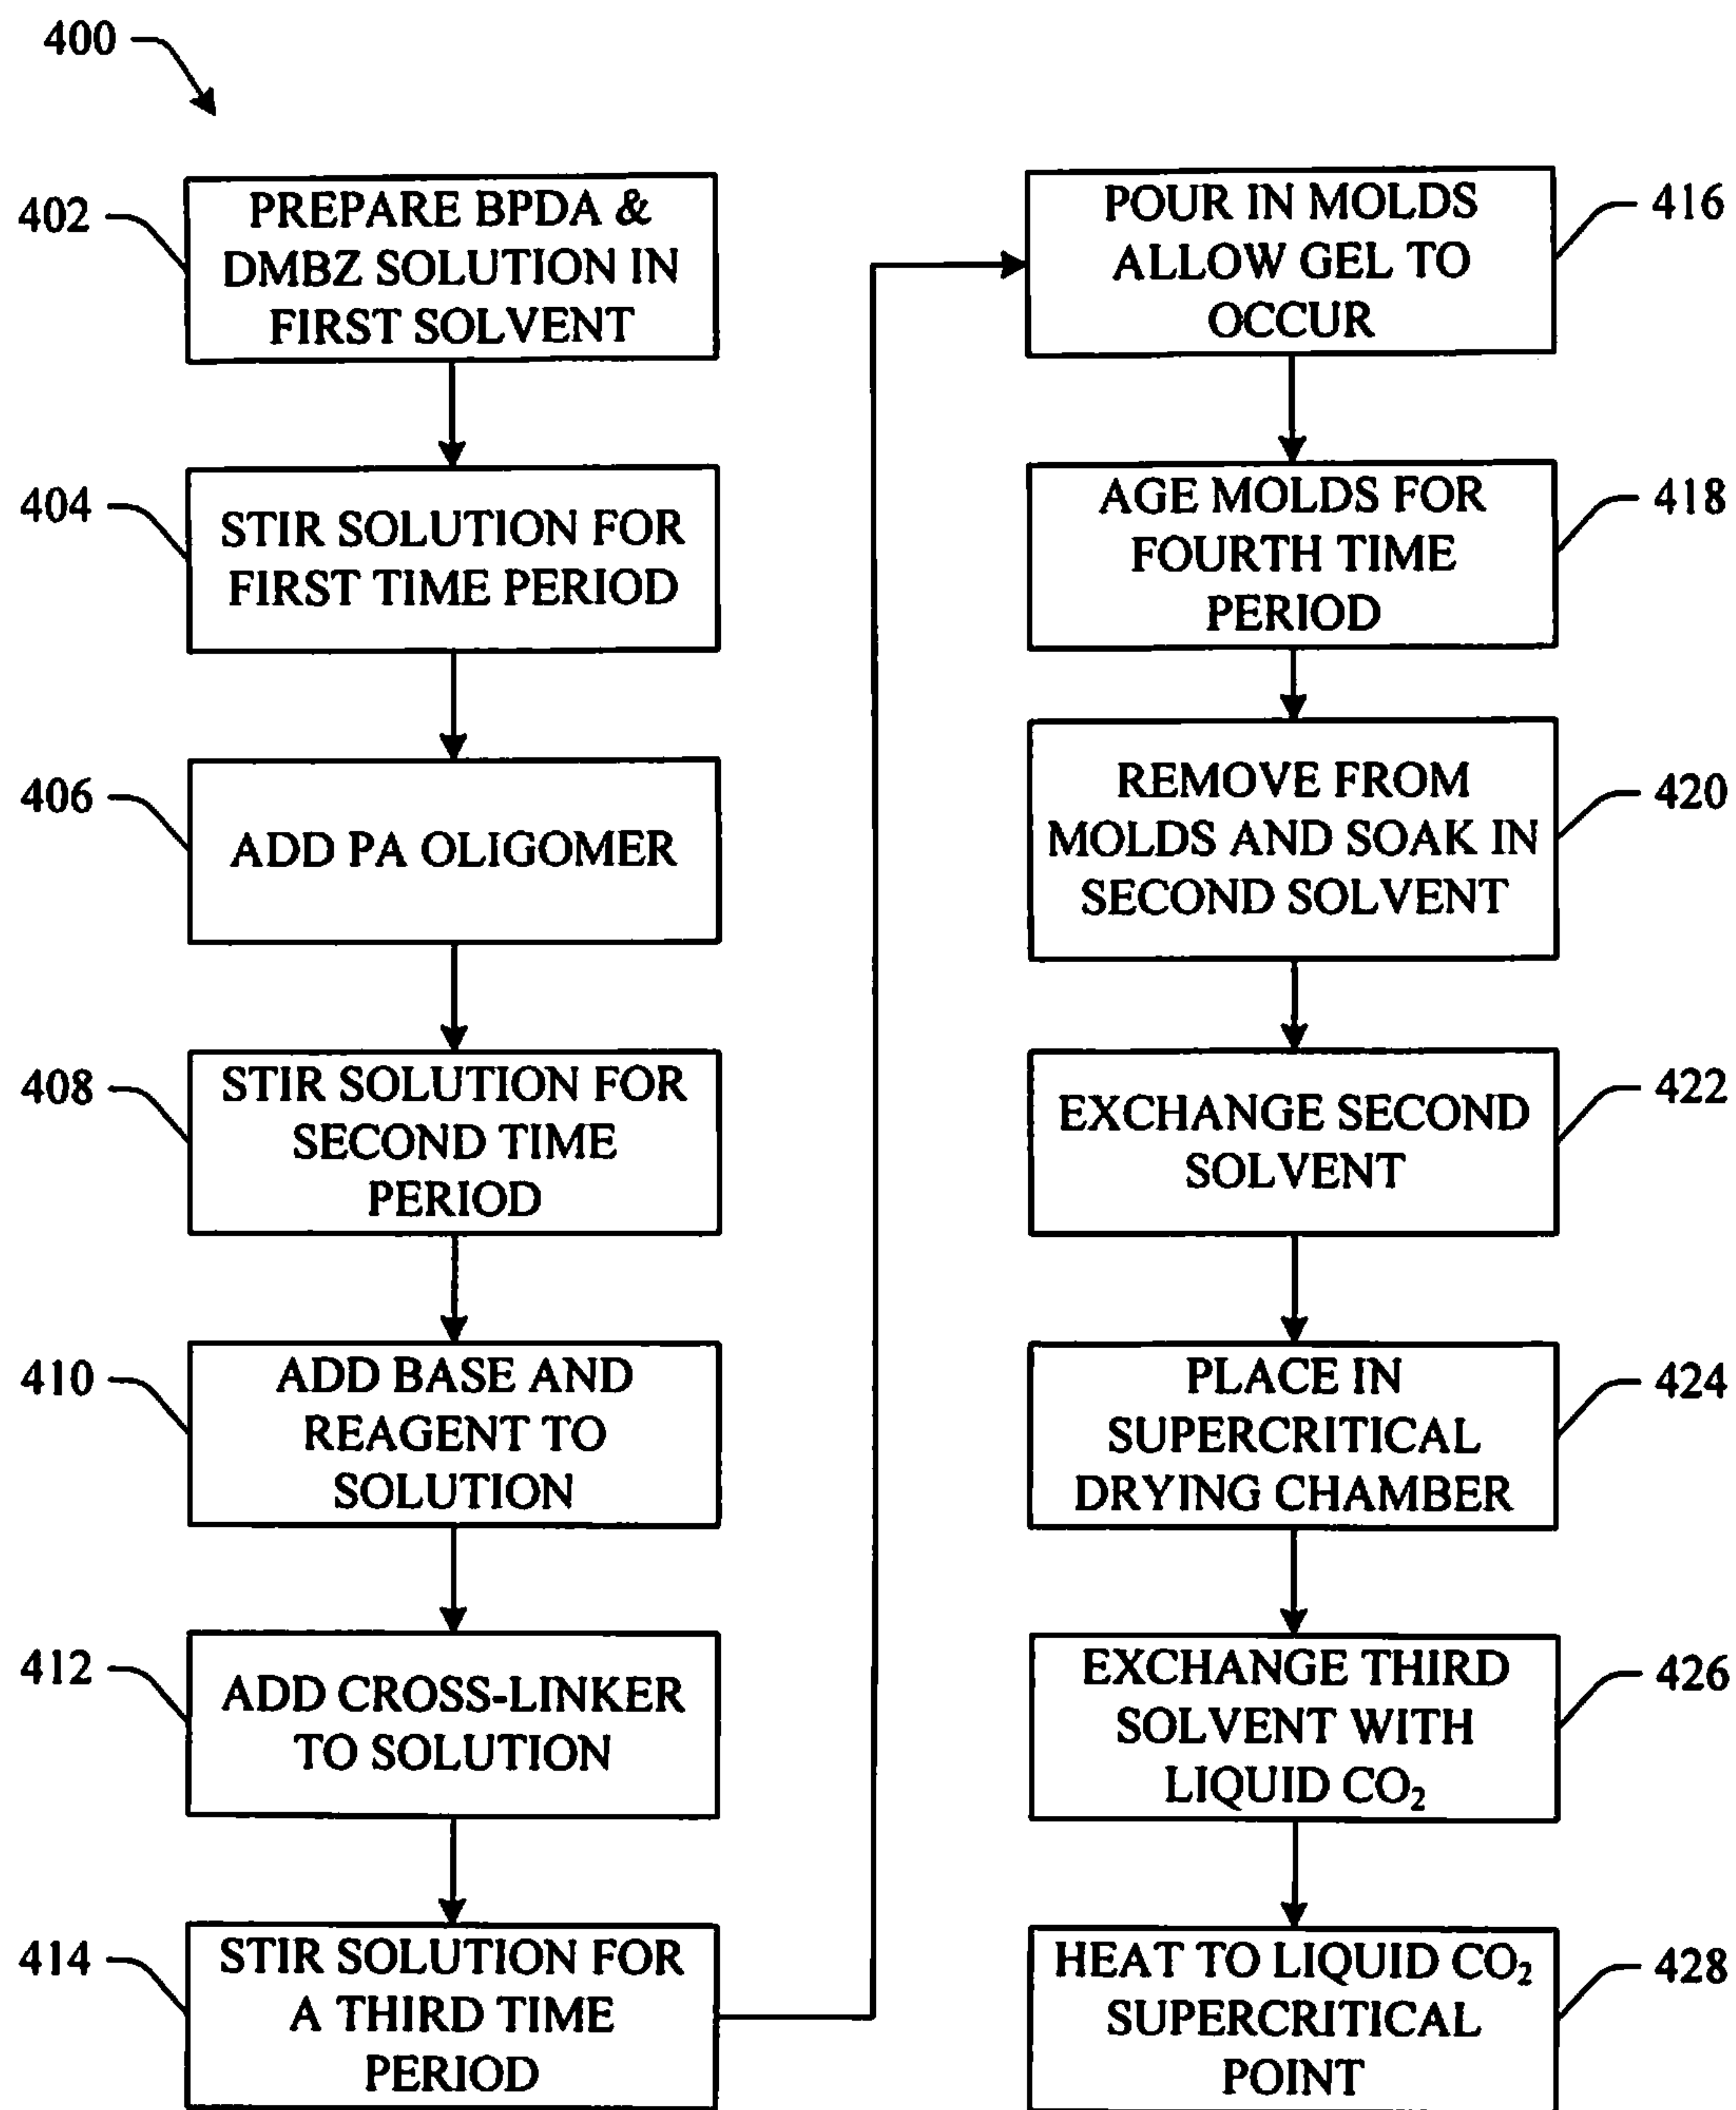 400
402
PREPARE BPDA &
DMBZ SOLUTION IN
FIRST SOLVENT
404
STIR SOLUTION FOR
FIRST TIME PERIOD
406
ADD PA OLIGOMER
408
STIR SOLUTION FOR
SECOND TIME
PERIOD
410
ADD BASE AND
REAGENT TO
SOLUTION
412
ADD CROSS-LINKER
TO SOLUTION
414
STIR SOLUTION FOR
A THIRD TIME
PERIOD
POUR IN MOLDS
ALLOW GEL TO
OCCUR
416
AGE MOLDS FOR
FOURTH TIME
PERIOD
418
REMOVE FROM
MOLDS AND SOAK IN
SECOND SOLVENT
420
EXCHANGE SECOND
SOLVENT
422
PLACE IN
SUPERCRITICAL
DRYING CHAMBER
424
EXCHANGE THIRD
SOLVENT WITH
LIQUID CO₂
426
HEAT TO LIQUID CO₂
SUPERCRITICAL
POINT
428